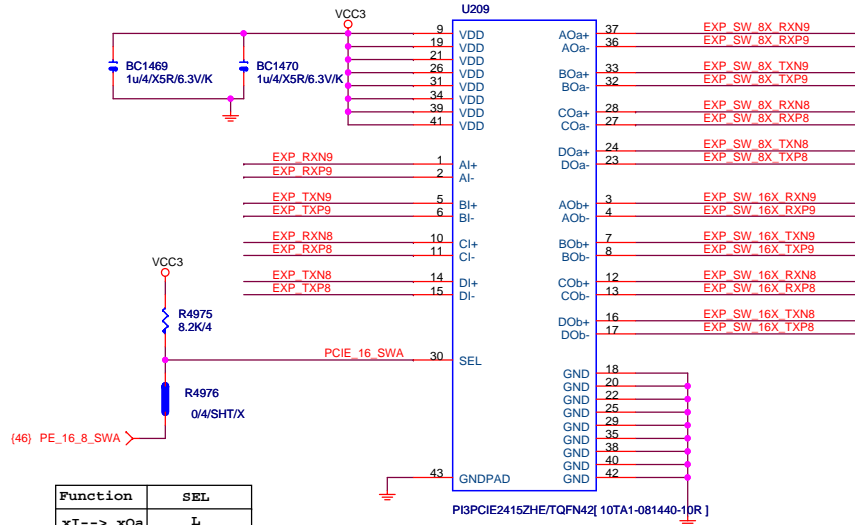 U209
VCC3
BC1469
1u/4/X5R/6.3V/K
BC1470
1u/4/X5R/6.3V/K
9 VDD
19 VDD
21 VDD
26 VDD
31 VDD
34 VDD
39 VDD
41 VDD
EXP_RXN9 1 AI+
EXP_RXP9 2 AI-
EXP_TXN9 5 BI+
EXP_TXP9 6 BI-
EXP_RXN8 10 CI+
EXP_RXP8 11 CI-
EXP_TXN8 14 DI+
EXP_TXP8 15 DI-
VCC3
R4975
8.2K/4
PCIE_16_SWA 30 SEL
R4976
0/4/SHT/X
{46} PE_16_8_SWA
43 GNDPAD
AOa+ 37 EXP_SW_8X_RXN9
AOa- 36 EXP_SW_8X_RXP9
BOa+ 33 EXP_SW_8X_TXN9
BOa- 32 EXP_SW_8X_TXP9
COa+ 28 EXP_SW_8X_RXN8
COa- 27 EXP_SW_8X_RXP8
DOa+ 24 EXP_SW_8X_TXN8
DOa- 23 EXP_SW_8X_TXP8
AOb+ 3 EXP_SW_16X_RXN9
AOb- 4 EXP_SW_16X_RXP9
BOb+ 7 EXP_SW_16X_TXN9
BOb- 8 EXP_SW_16X_TXP9
COb+ 12 EXP_SW_16X_RXN8
COb- 13 EXP_SW_16X_RXP8
DOb+ 16 EXP_SW_16X_TXN8
DOb- 17 EXP_SW_16X_TXP8
GND 18
GND 20
GND 22
GND 25
GND 29
GND 35
GND 38
GND 40
GND 42
PI3PCIE2415ZHE/TQFN42[ 10TA1-081440-10R ]
Function SEL
xI--> xOa L